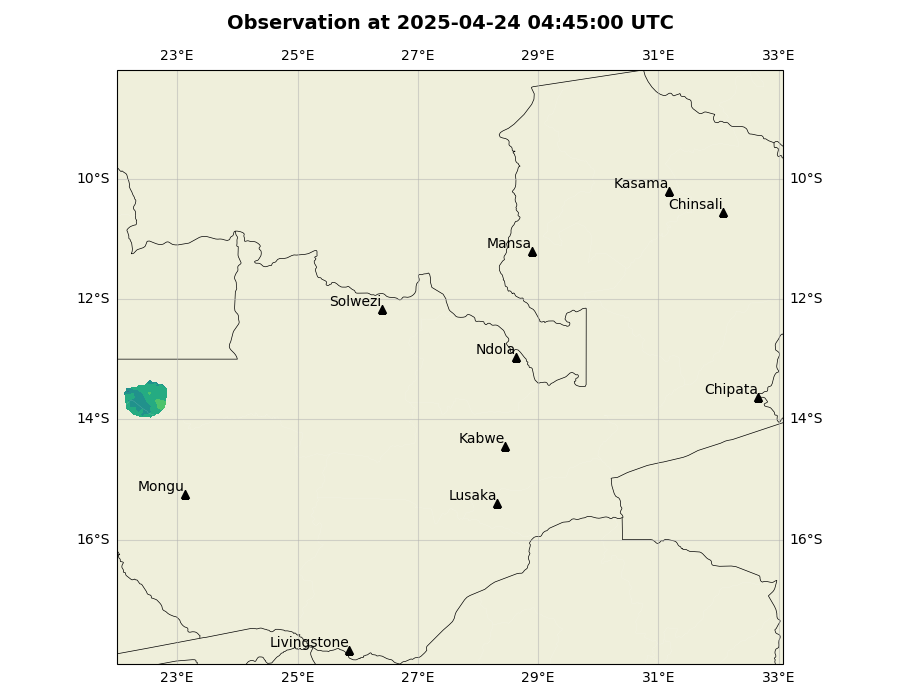 Observation at 2025-04-24 04:45:00 UTC
23°E 25°E 27°E 29°E 31°E 33°E
10°S 10°S
Kasama
Chinsali
Mansa
12°S 12°S
Solwezi
Ndola
Chipata
14°S 14°S
Kabwe
Mongu
Lusaka
16°S 16°S
Livingstone
23°E 25°E 27°E 29°E 31°E 33°E